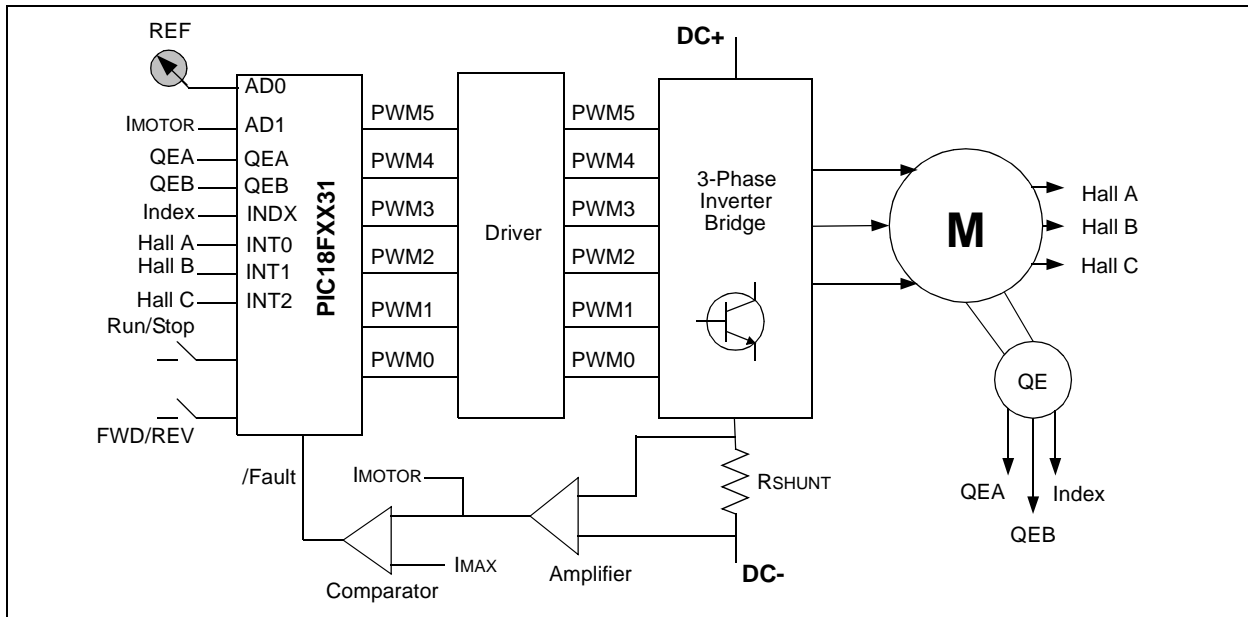 REF
DC+
AD0
IMOTOR
AD1
QEA
QEA
QEB
QEB
Index
INDX
Hall A
INT0
Hall B
INT1
Hall C
INT2
Run/Stop
FWD/REV
PIC18FXX31
PWM5
PWM4
PWM3
PWM2
PWM1
PWM0
Driver
PWM5
PWM4
PWM3
PWM2
PWM1
PWM0
3-Phase
Inverter
Bridge
M
Hall A
Hall B
Hall C
QE
QEA
Index
QEB
/Fault
IMOTOR
RSHUNT
IMAX
Comparator
Amplifier
DC-